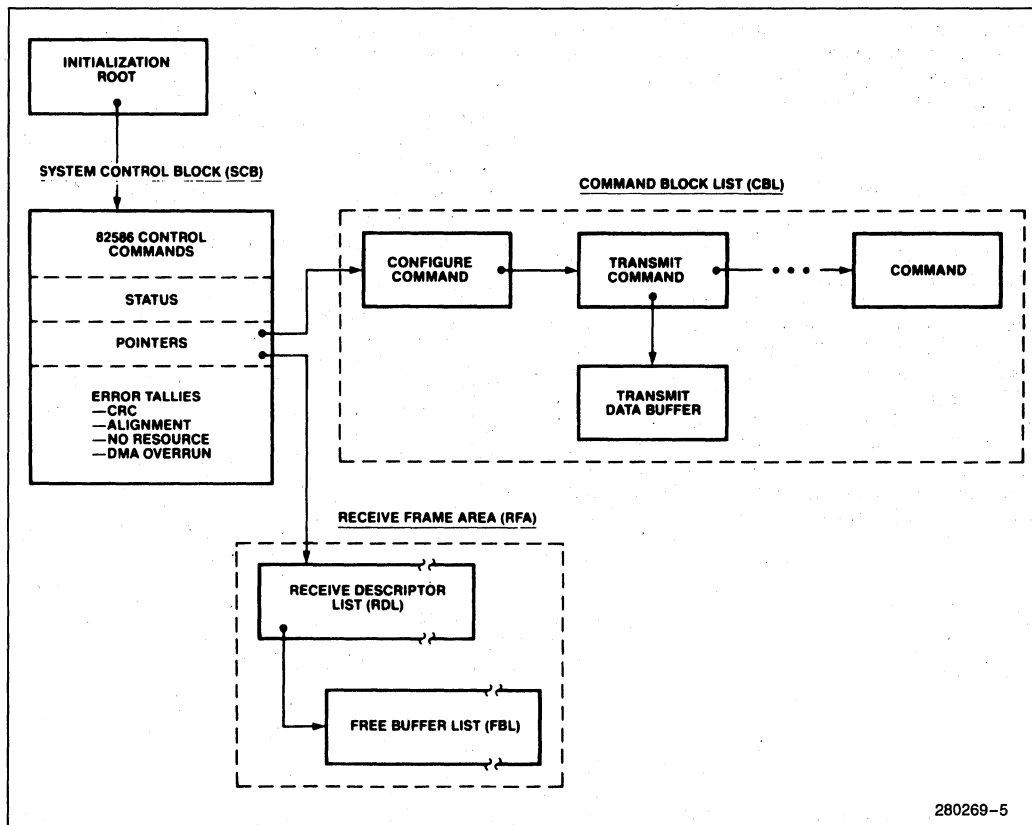 INITIALIZATION
ROOT
SYSTEM CONTROL BLOCK (SCB)
82586 CONTROL
COMMANDS
STATUS
POINTERS
ERROR TALLIES
—CRC
—ALIGNMENT
—NO RESOURCE
—DMA OVERRUN
COMMAND BLOCK LIST (CBL)
CONFIGURE
COMMAND
TRANSMIT
COMMAND
COMMAND
TRANSMIT
DATA BUFFER
RECEIVE FRAME AREA (RFA)
RECEIVE DESCRIPTOR
LIST (RDL)
FREE BUFFER LIST (FBL)
280269–5